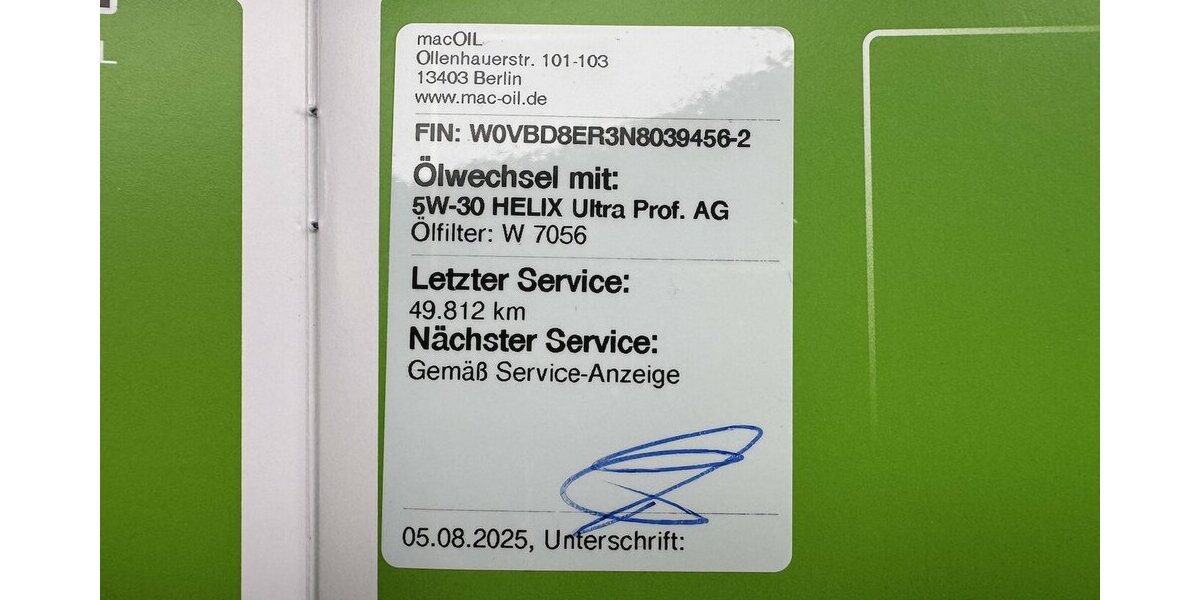 macOIL
Ollenhauerstr. 101-103
13403 Berlin
www.mac-oil.de
FIN: W0VBD8ER3N8039456-2
Ölwechsel mit:
5W-30 HELIX Ultra Prof. AG
Ölfilter: W 7056
Letzter Service:
49.812 km
Nächster Service:
Gemäß Service-Anzeige
05.08.2025, Unterschrift: